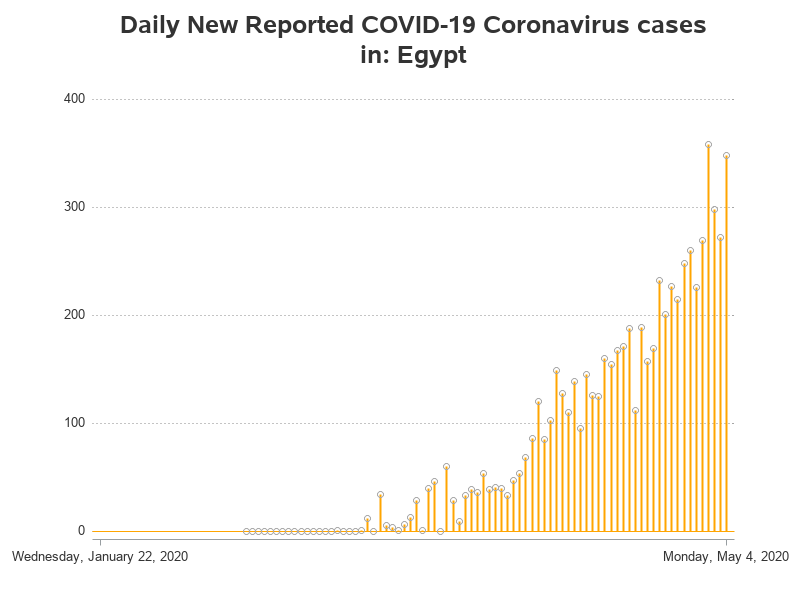 Daily New Reported COVID-19 Coronavirus cases
in: Egypt
400
300
200
100
0
Wednesday, January 22, 2020
Monday, May 4, 2020